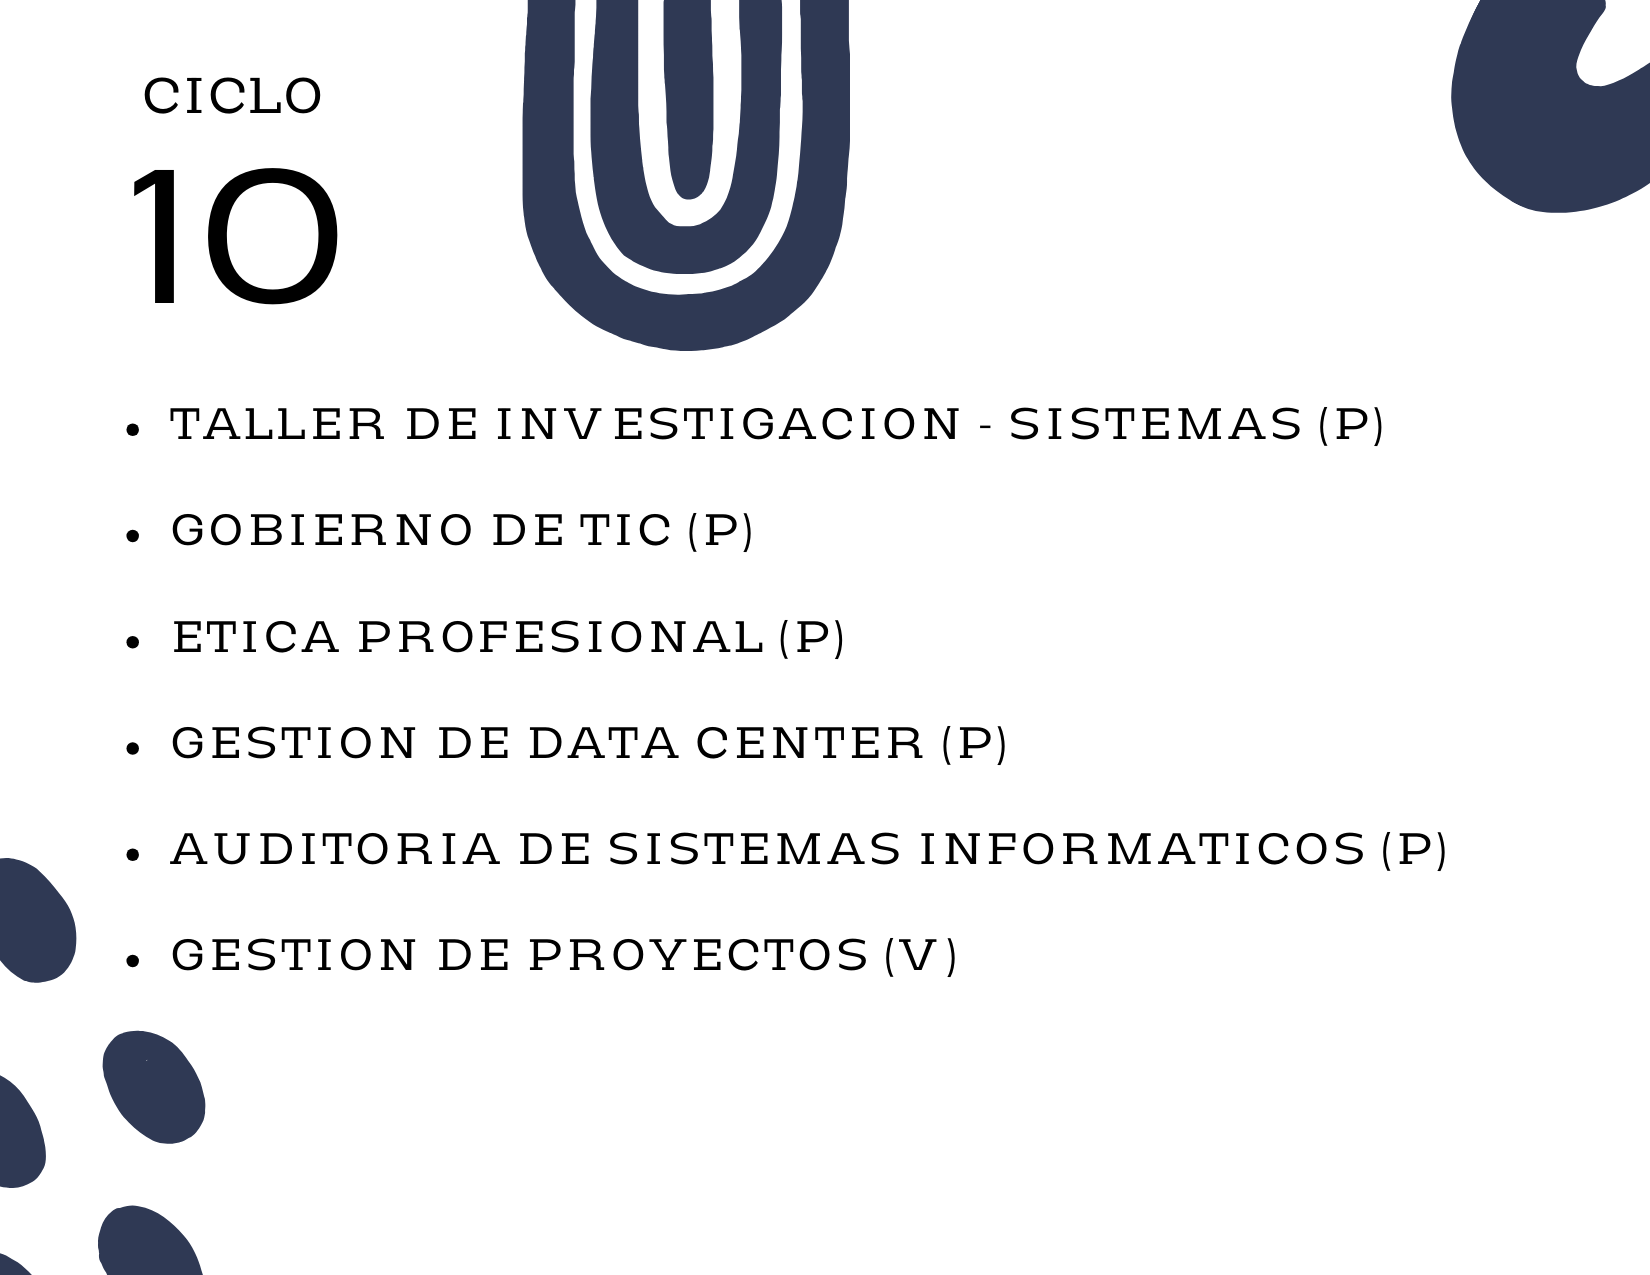 CICLO
10
• TALLER DE INVESTIGACION - SISTEMAS (P)
• GOBIERNO DE TIC (P)
• ETICA PROFESIONAL (P)
• GESTION DE DATA CENTER (P)
• AUDITORIA DE SISTEMAS INFORMATICOS (P)
• GESTION DE PROYECTOS (V)